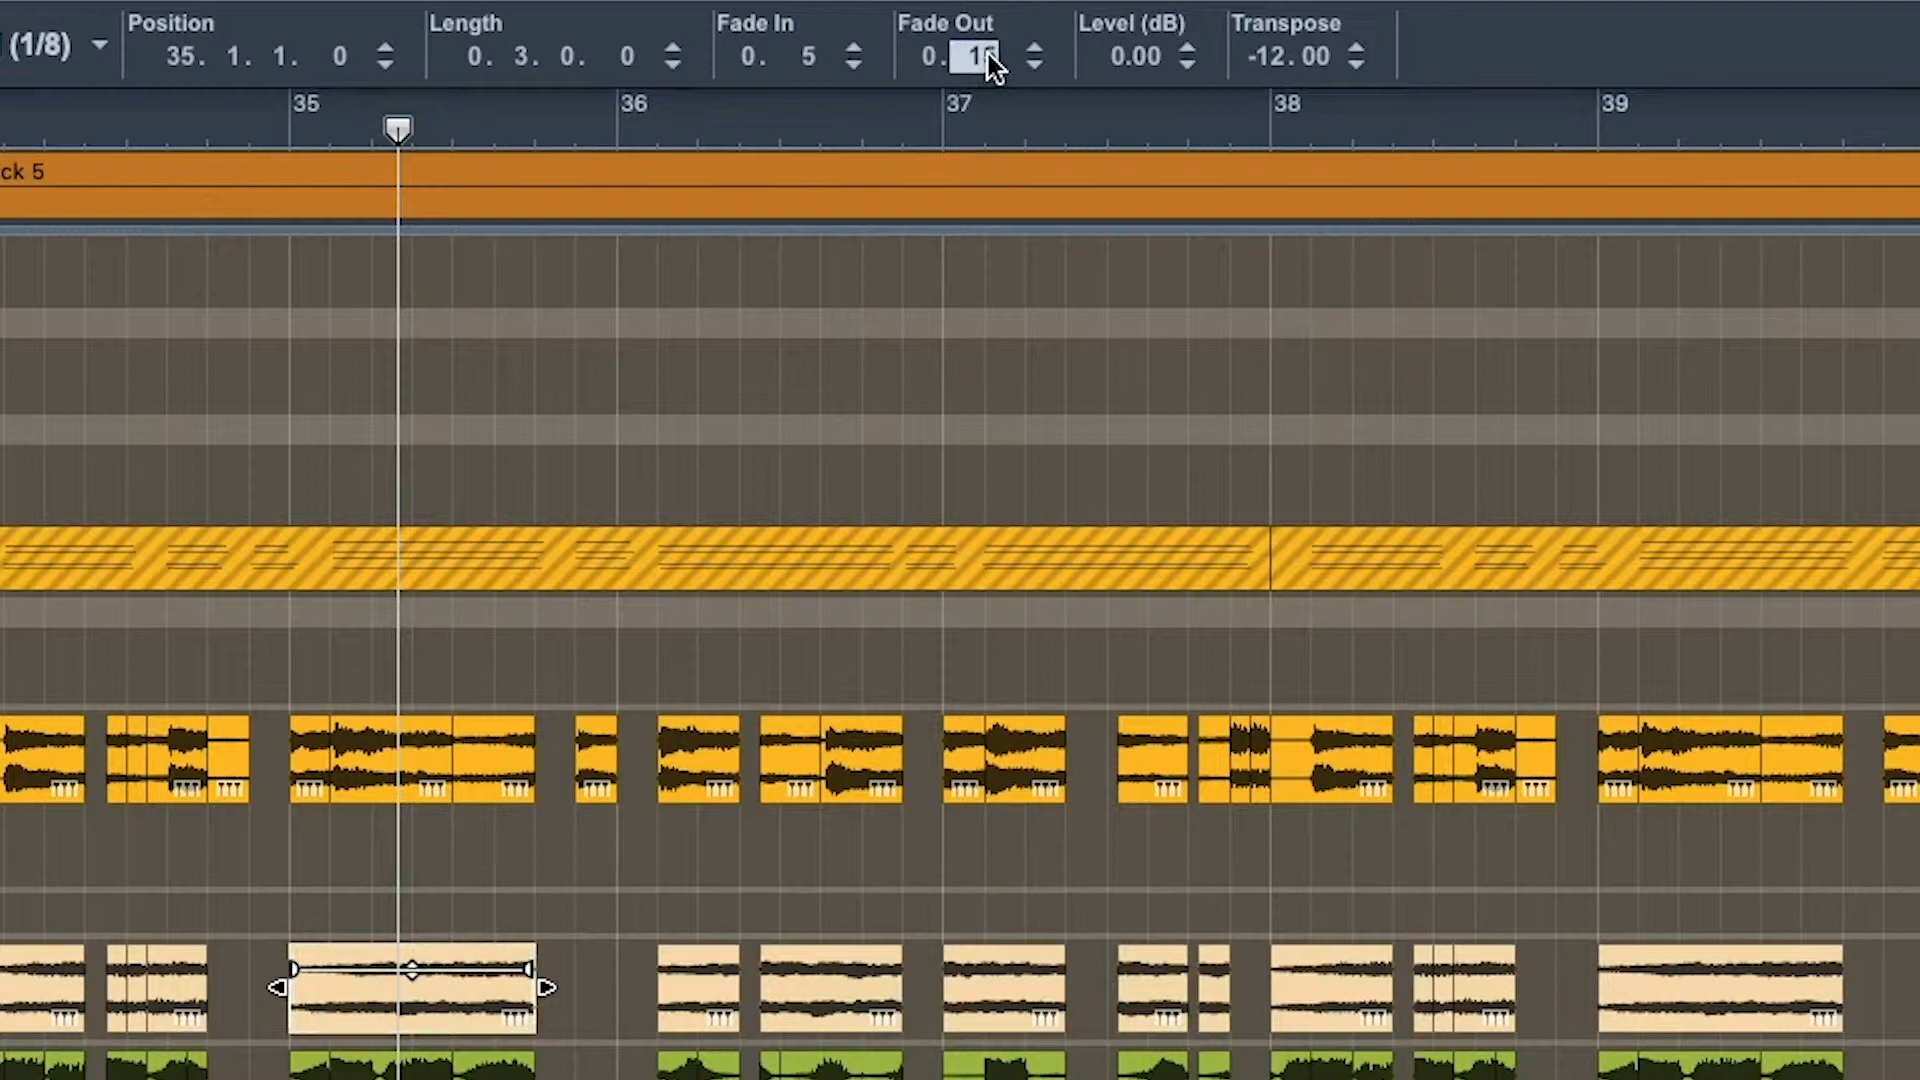 (1/8)
Position
35. 1. 1. 0
Length
0. 3. 0. 0
Fade In
0. 5
Fade Out
0.
Level (dB)
0.00
Transpose
-12.00
35
36
37
38
39
ck 5